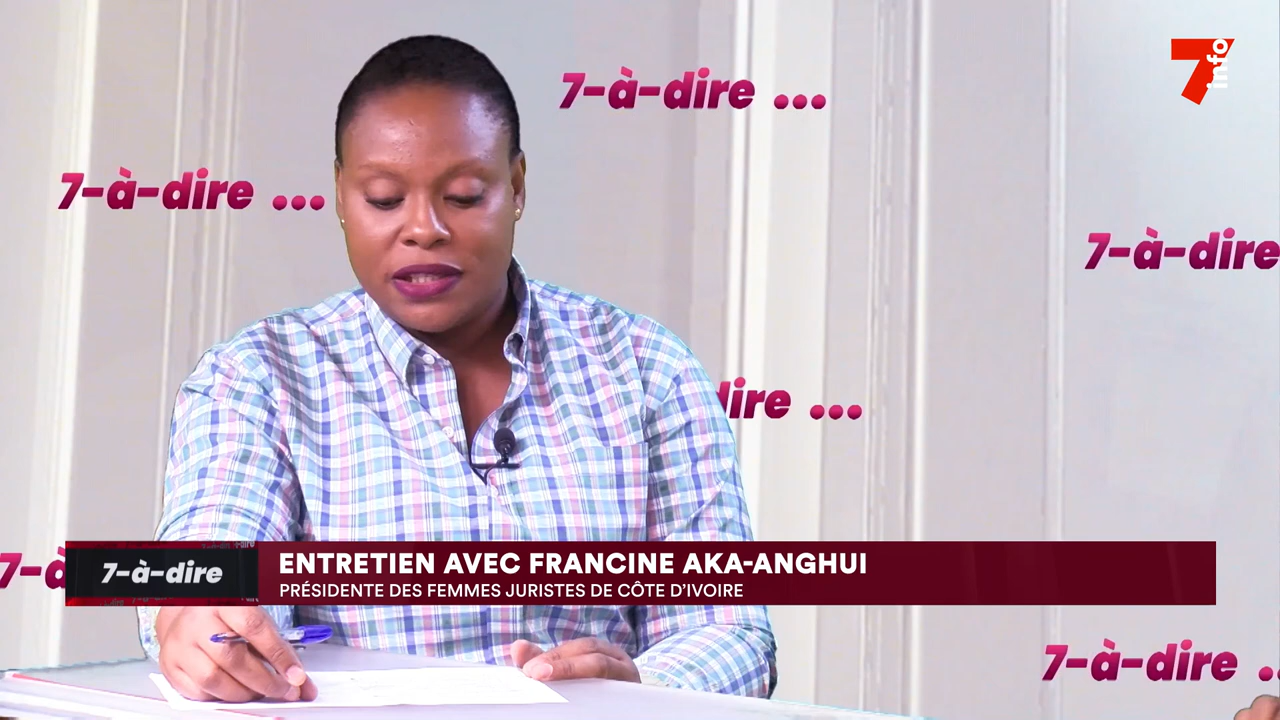 7info
7-à-dire ...
7-à-dire ...
7-à-dire
dire ...
7-à
7-à-dire
ENTRETIEN AVEC FRANCINE AKA-ANGHUI
PRÉSIDENTE DES FEMMES JURISTES DE CÔTE D'IVOIRE
7-à-dire ...